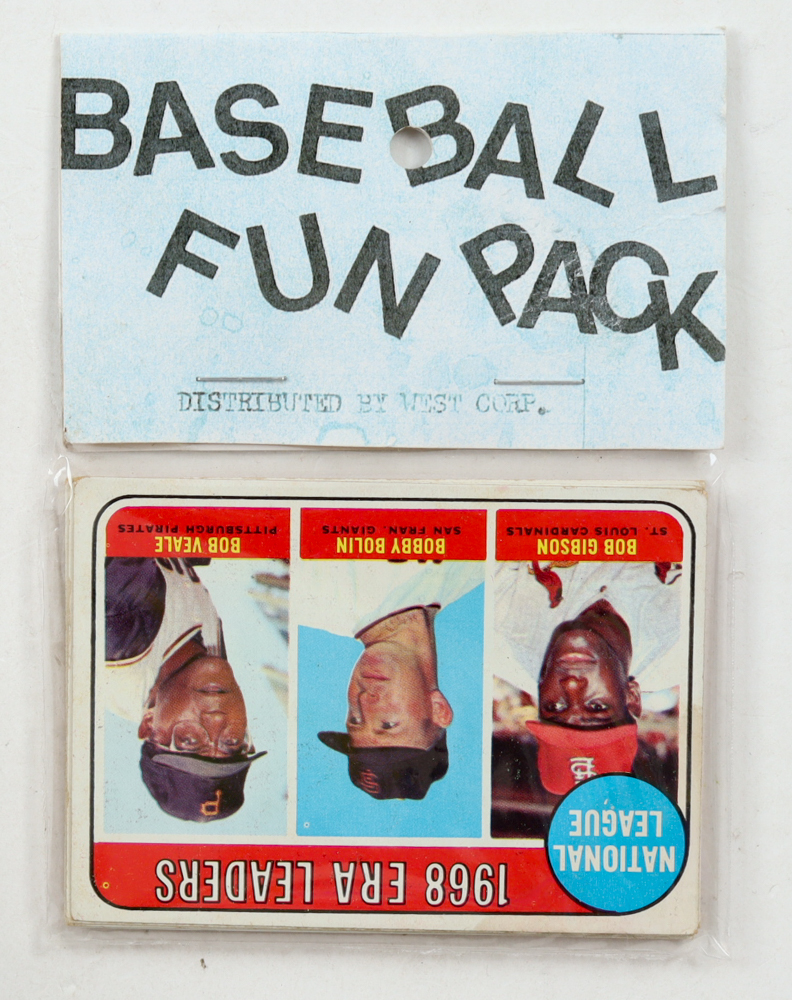 BASEBALL
FUN PACK
DISTRIBUTED BY WEST CORP.
1968 ERA LEADERS
NATIONAL
LEAGUE
BOB GIBSON
ST. LOUIS CARDINALS
BOBBY BOLIN
SAN FRAN. GIANTS
BOB VEALE
PITTSBURGH PIRATES
P